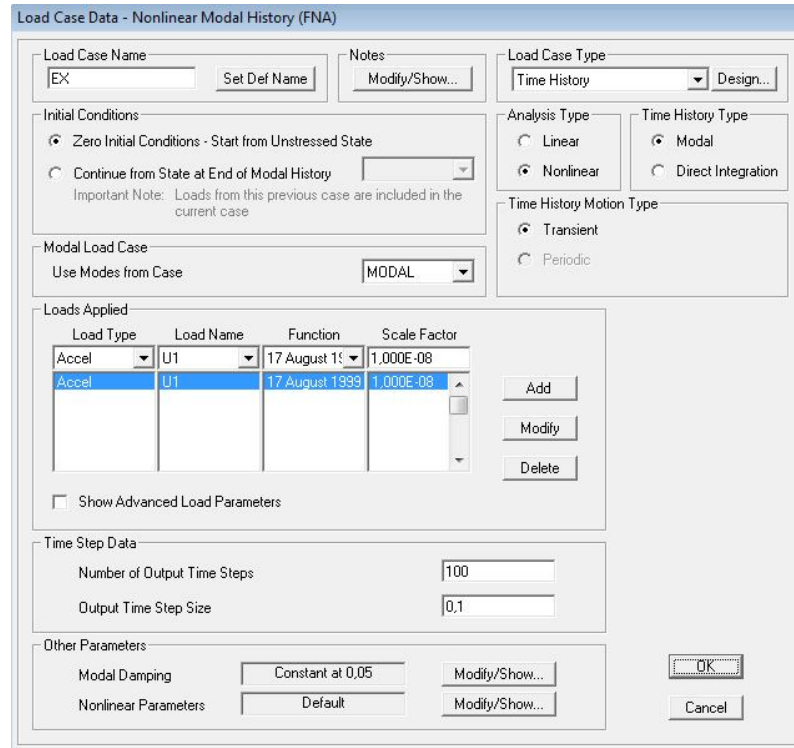 Load Case Data - Nonlinear Modal History (FNA)
Load Case Name
EX
Set Def Name
Notes
Modify/Show...
Load Case Type
Time History
Design...
Initial Conditions
Zero Initial Conditions - Start from Unstressed State
Continue from State at End of Modal History
Important Note: Loads from this previous case are included in the
current case
Analysis Type
Linear
Nonlinear
Time History Type
Modal
Direct Integration
Time History Motion Type
Transient
Periodic
Modal Load Case
Use Modes from Case
MODAL
Loads Applied
Load Type Load Name Function Scale Factor
Accel U1 17 August 19 1,000E-08
Accel U1 17 August 1999 1,000E-08
Add
Modify
Delete
Show Advanced Load Parameters
Time Step Data
Number of Output Time Steps 100
Output Time Step Size 0,1
Other Parameters
Modal Damping Constant at 0,05 Modify/Show...
Nonlinear Parameters Default Modify/Show...
OK
Cancel